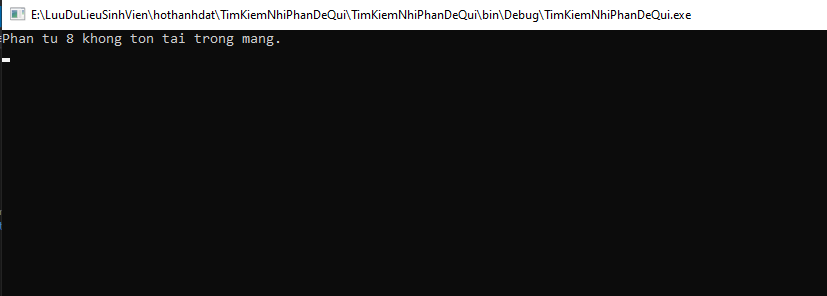 E:\LuuDuLieuSinhVien\hothanhdat\TimKiemNhiPhanDeQui\TimKiemNhiPhanDeQui\bin\Debug\TimKiemNhiPhanDeQui.exe
Phan tu 8 khong ton tai trong mang.